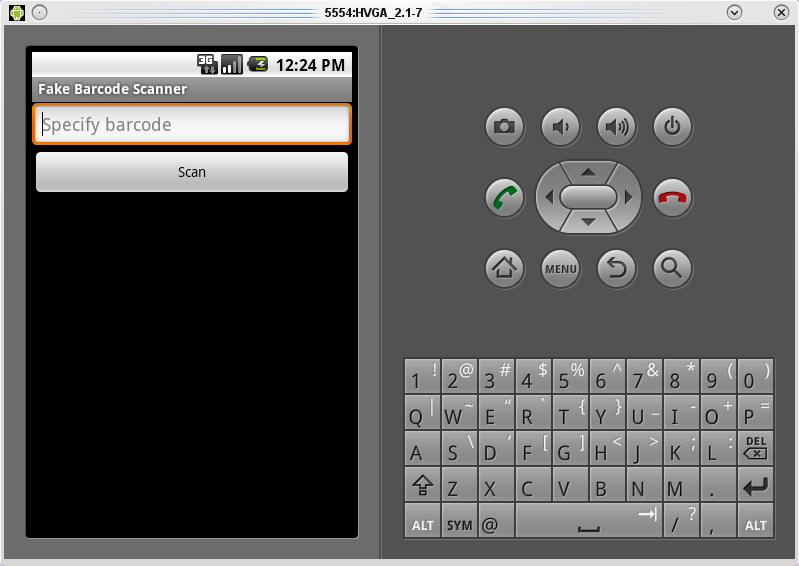 5554:HVGA_2.1-7
3G 12:24 PM
Fake Barcode Scanner
Specify barcode
Scan
MENU
1 ! 2 @ 3 # 4 $ 5 % 6 ^ 7 & 8 * 9 ( 0 )
Q | W ~ E “ R ` T { Y } U _ I - O + P =
A S \ D ‘ F [ G ] H < J > K ; L : DEL
Z X C V B N M .
ALT SYM @ / ? , ALT